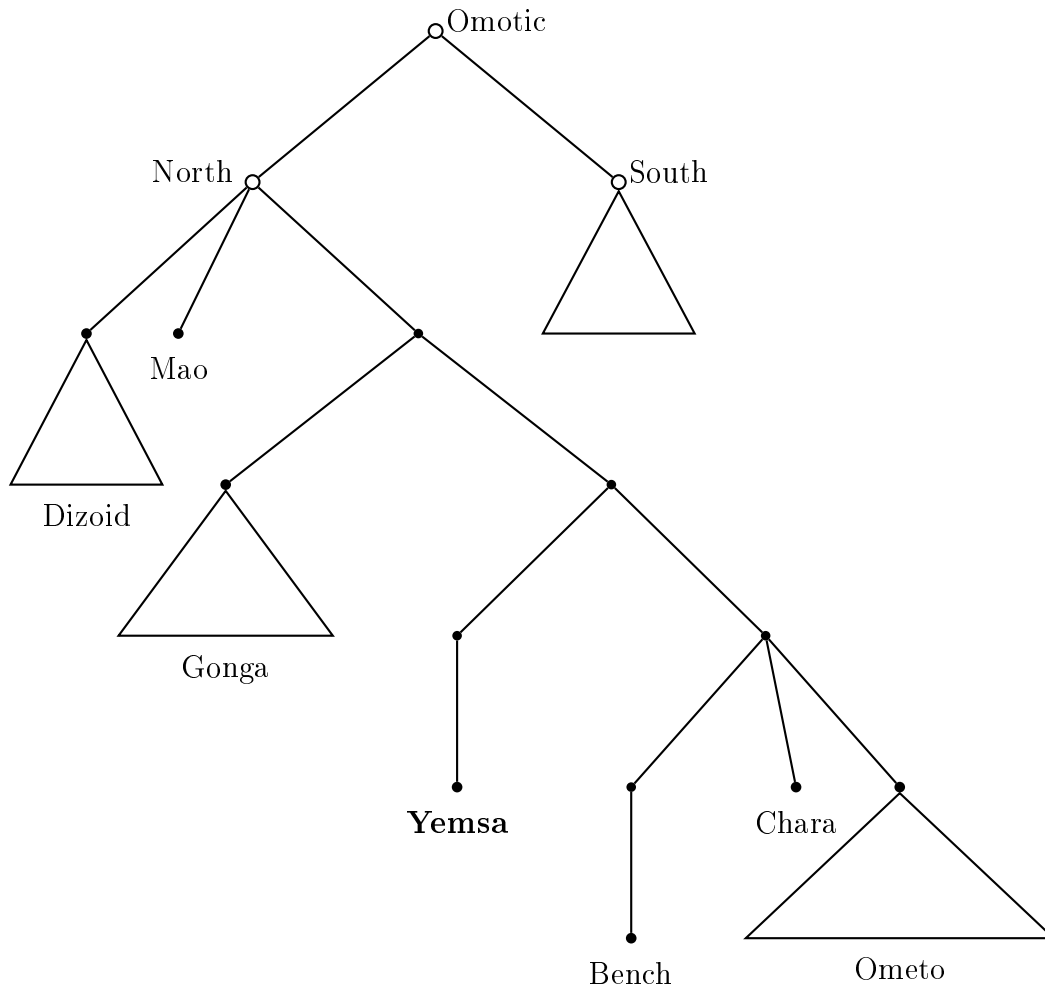 Omotic
North
South
Mao
Dizoid
Gonga
Yemsa
Chara
Bench
Ometo